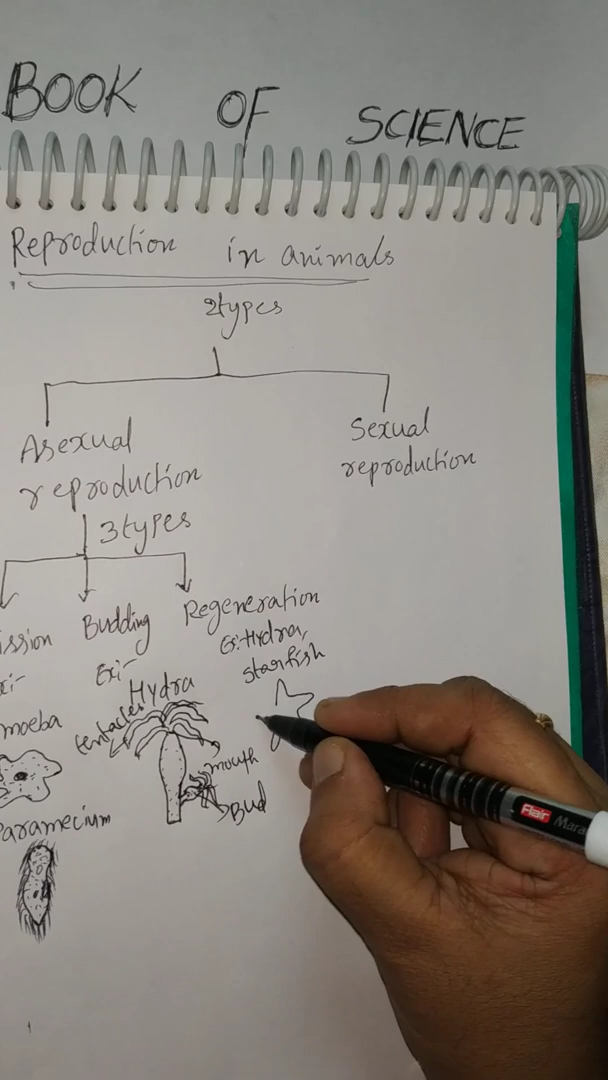 BOOK OF SCIENCE
Reproduction in animals
2types
Asexual
reproduction
Sexual
reproduction
3types
ission
Ex:-
moeba
Paramecium
Budding
Ex:-
Hydra
tentacles
mouth
Bud
Regeneration
Ex:Hydra,
starfish
Flair Mara